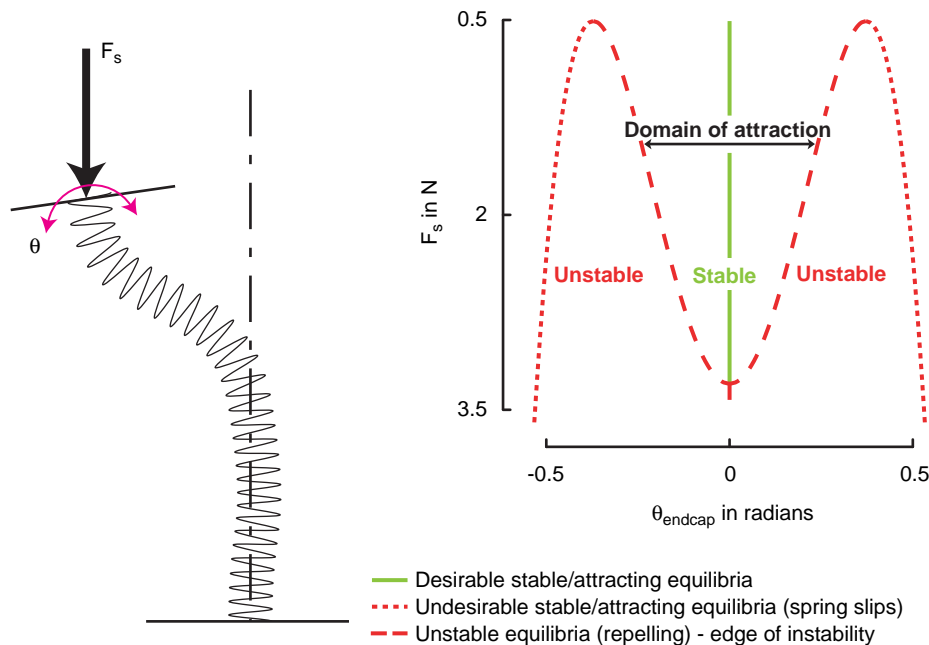 F_s
θ
0.5
2
3.5
F_s in N
Domain of attraction
Unstable Stable Unstable
-0.5 0 0.5
θ_endcap in radians
Desirable stable/attracting equilibria
Undesirable stable/attracting equilibria (spring slips)
Unstable equilibria (repelling) - edge of instability